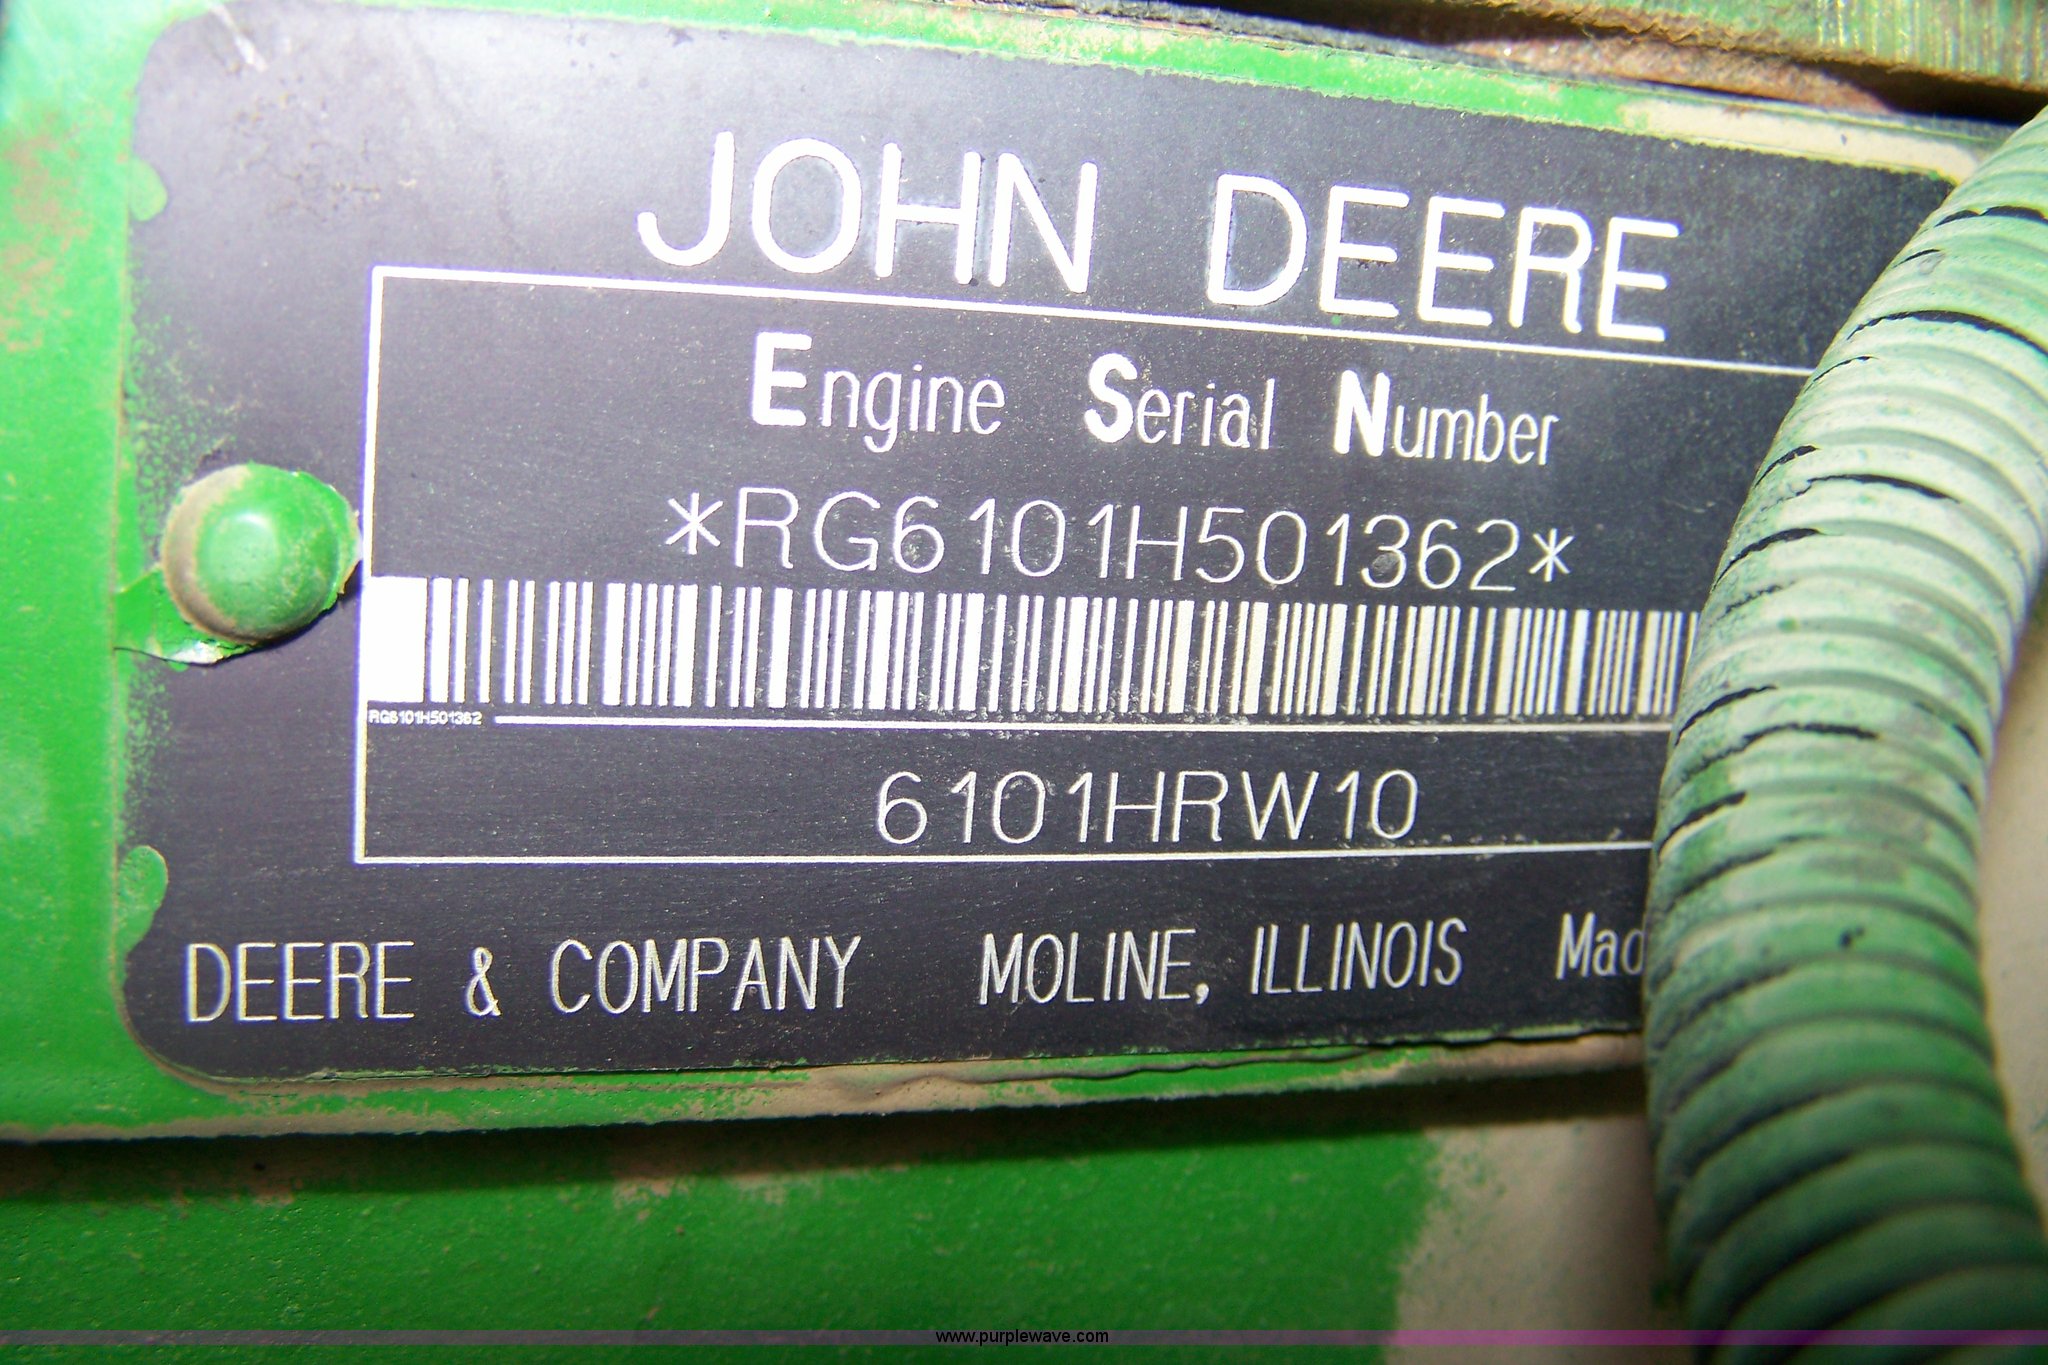 JOHN DEERE
Engine Serial Number
*RG6101H501362*
RG6101H501362
6101HRW10
DEERE & COMPANY MOLINE, ILLINOIS
www.purplewave.com